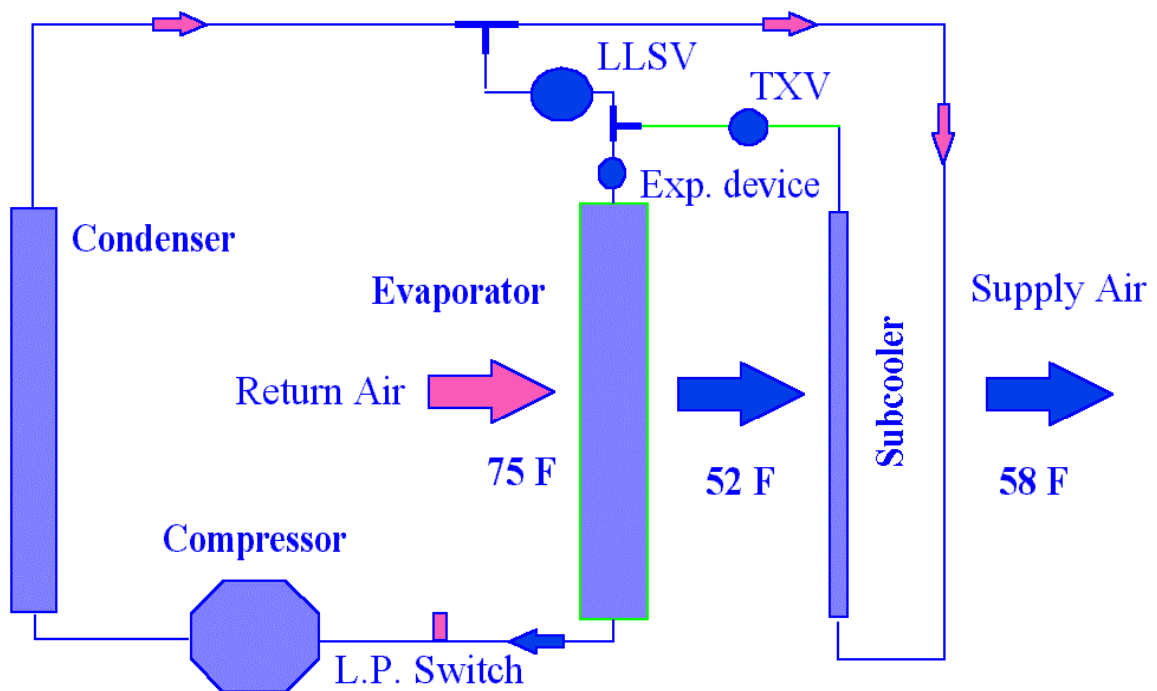 LLSV
TXV
Exp. device
Condenser
Evaporator
Supply Air
Subcooler
Return Air
75 F
52 F
58 F
Compressor
L.P. Switch